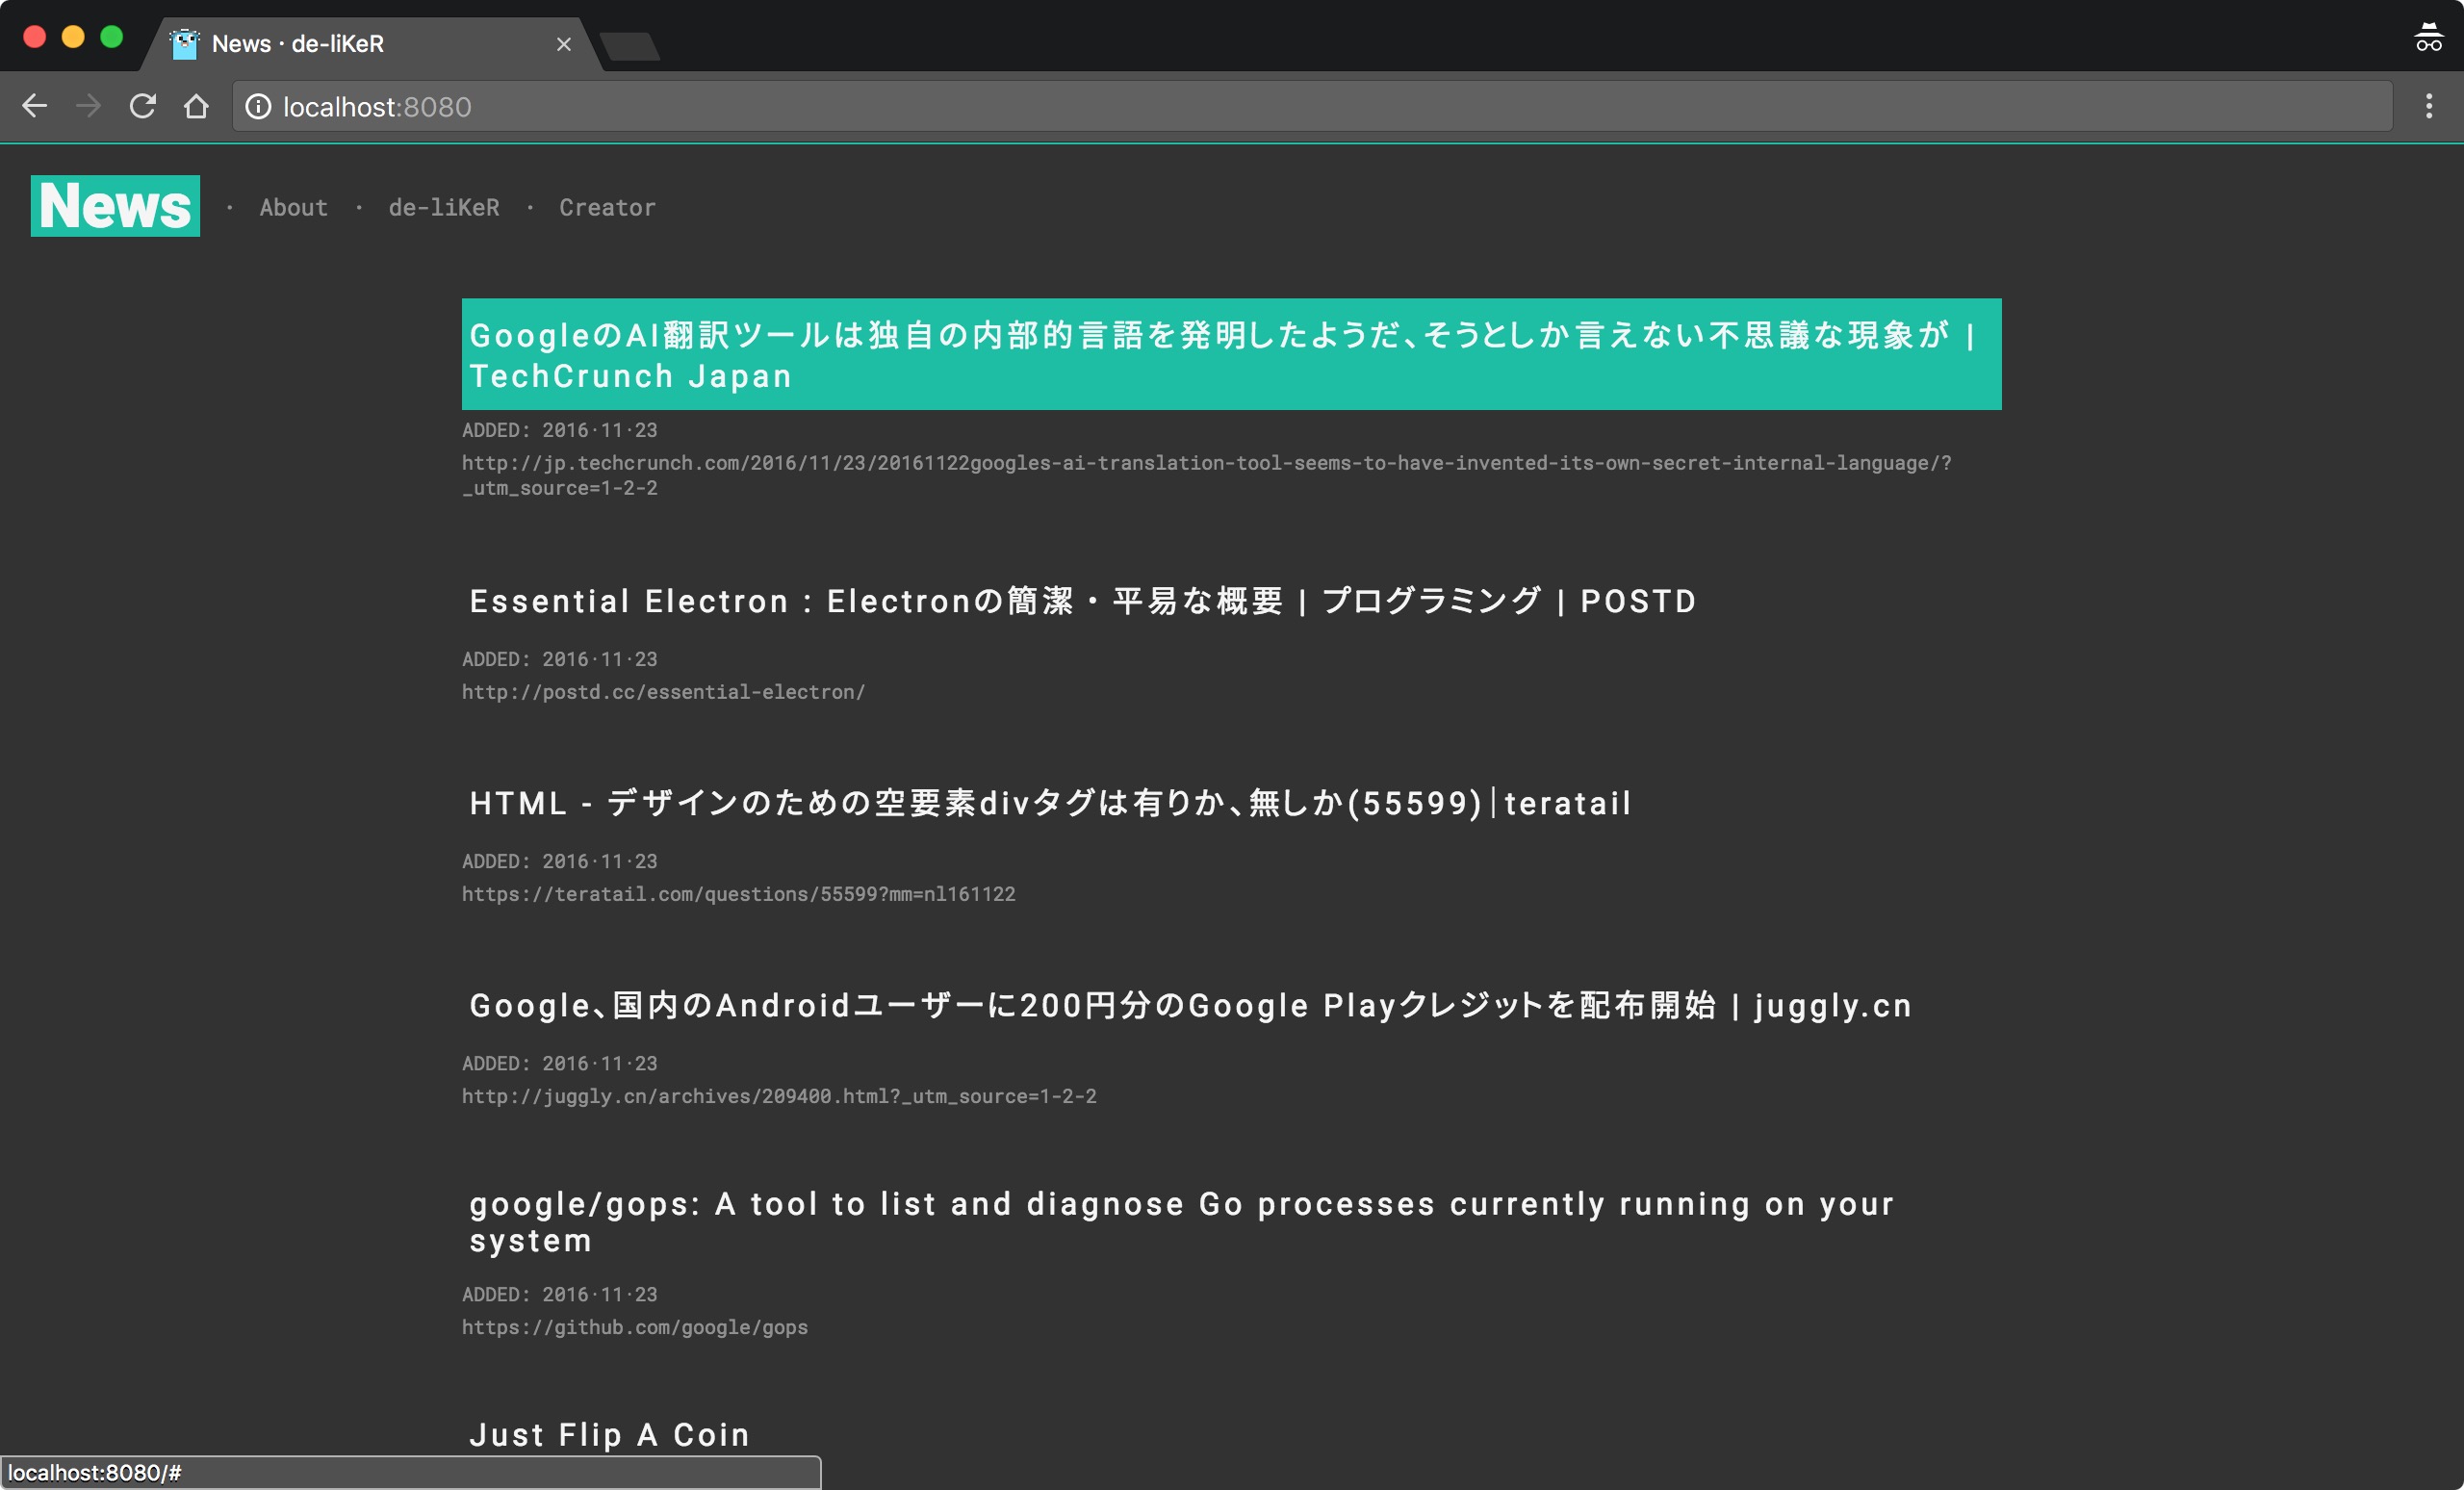 News · de-liKeR
localhost:8080
News · About · de-liKeR · Creator
GoogleのAI翻訳ツールは独自の内部的言語を発明したようだ、そうとしか言えない不思議な現象が |
TechCrunch Japan
ADDED: 2016·11·23
http://jp.techcrunch.com/2016/11/23/20161122googles-ai-translation-tool-seems-to-have-invented-its-own-secret-internal-language/?
_utm_source=1-2-2
Essential Electron : Electronの簡潔・平易な概要 | プログラミング | POSTD
ADDED: 2016·11·23
http://postd.cc/essential-electron/
HTML - デザインのための空要素divタグは有りか、無しか(55599)｜teratail
ADDED: 2016·11·23
https://teratail.com/questions/55599?mm=nl161122
Google、国内のAndroidユーザーに200円分のGoogle Playクレジットを配布開始 | juggly.cn
ADDED: 2016·11·23
http://juggly.cn/archives/209400.html?_utm_source=1-2-2
google/gops: A tool to list and diagnose Go processes currently running on your
system
ADDED: 2016·11·23
https://github.com/google/gops
Just Flip A Coin
localhost:8080/#